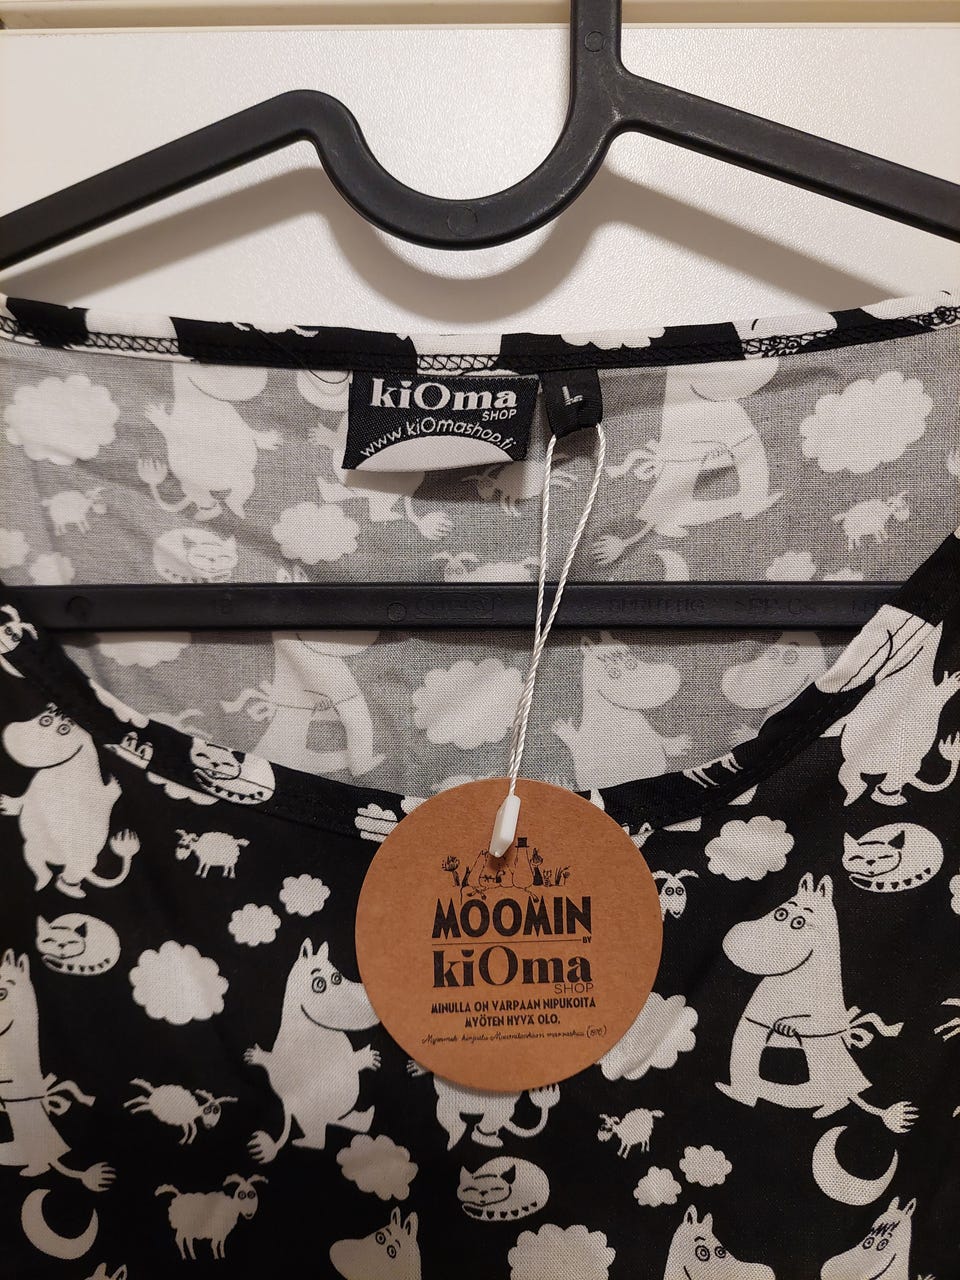 kiOma
SHOP
www.kiOmashop.fi
L
MOOMIN
BY
kiOma
SHOP
MINULLA ON VARPAAN NIPUKOITA
MYÖTEN HYVÄ OLO.